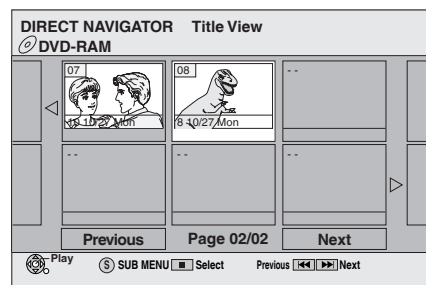 DIRECT NAVIGATOR Title View
DVD-RAM
07
08
- -
10 10/27 Mon
8 10/27 Mon
- -
- -
- -
Previous
Page 02/02
Next
Play
S SUB MENU
Select
Previous
Next